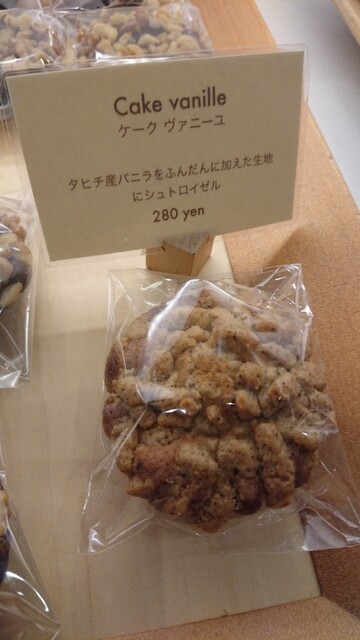 Cake vanille
ケーク ヴァニーユ
タヒチ産バニラをふんだんに加えた生地
にシュトロイゼル
280 yen